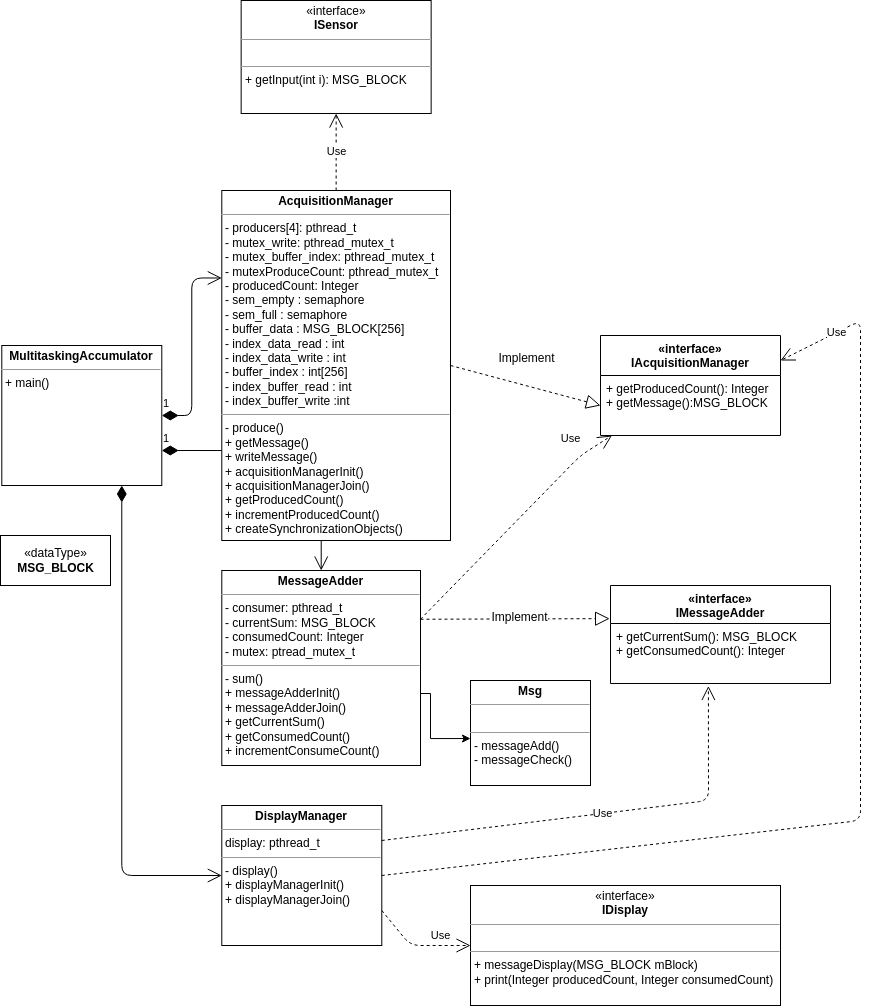 «interface»
ISensor
+ getInput(int i): MSG_BLOCK
Use
AcquisitionManager
- producers[4]: pthread_t
- mutex_write: pthread_mutex_t
- mutex_buffer_index: pthread_mutex_t
- mutexProduceCount: pthread_mutex_t
- producedCount: Integer
- sem_empty : semaphore
- sem_full : semaphore
- buffer_data : MSG_BLOCK[256]
- index_data_read : int
- index_data_write : int
- buffer_index : int[256]
- index_buffer_read : int
- index_buffer_write :int
- produce()
+ getMessage()
+ writeMessage()
+ acquisitionManagerInit()
+ acquisitionManagerJoin()
+ getProducedCount()
+ incrementProducedCount()
+ createSynchronizationObjects()
MultitaskingAccumulator
+ main()
1
1
«dataType»
MSG_BLOCK
Implement
Use
«interface»
IAcquisitionManager
+ getProducedCount(): Integer
+ getMessage():MSG_BLOCK
Use
MessageAdder
- consumer: pthread_t
- currentSum: MSG_BLOCK
- consumedCount: Integer
- mutex: ptread_mutex_t
- sum()
+ messageAdderInit()
+ messageAdderJoin()
+ getCurrentSum()
+ getConsumedCount()
+ incrementConsumeCount()
Implement
«interface»
IMessageAdder
+ getCurrentSum(): MSG_BLOCK
+ getConsumedCount(): Integer
Msg
- messageAdd()
- messageCheck()
DisplayManager
display: pthread_t
- display()
+ displayManagerInit()
+ displayManagerJoin()
Use
Use
«interface»
IDisplay
+ messageDisplay(MSG_BLOCK mBlock)
+ print(Integer producedCount, Integer consumedCount)